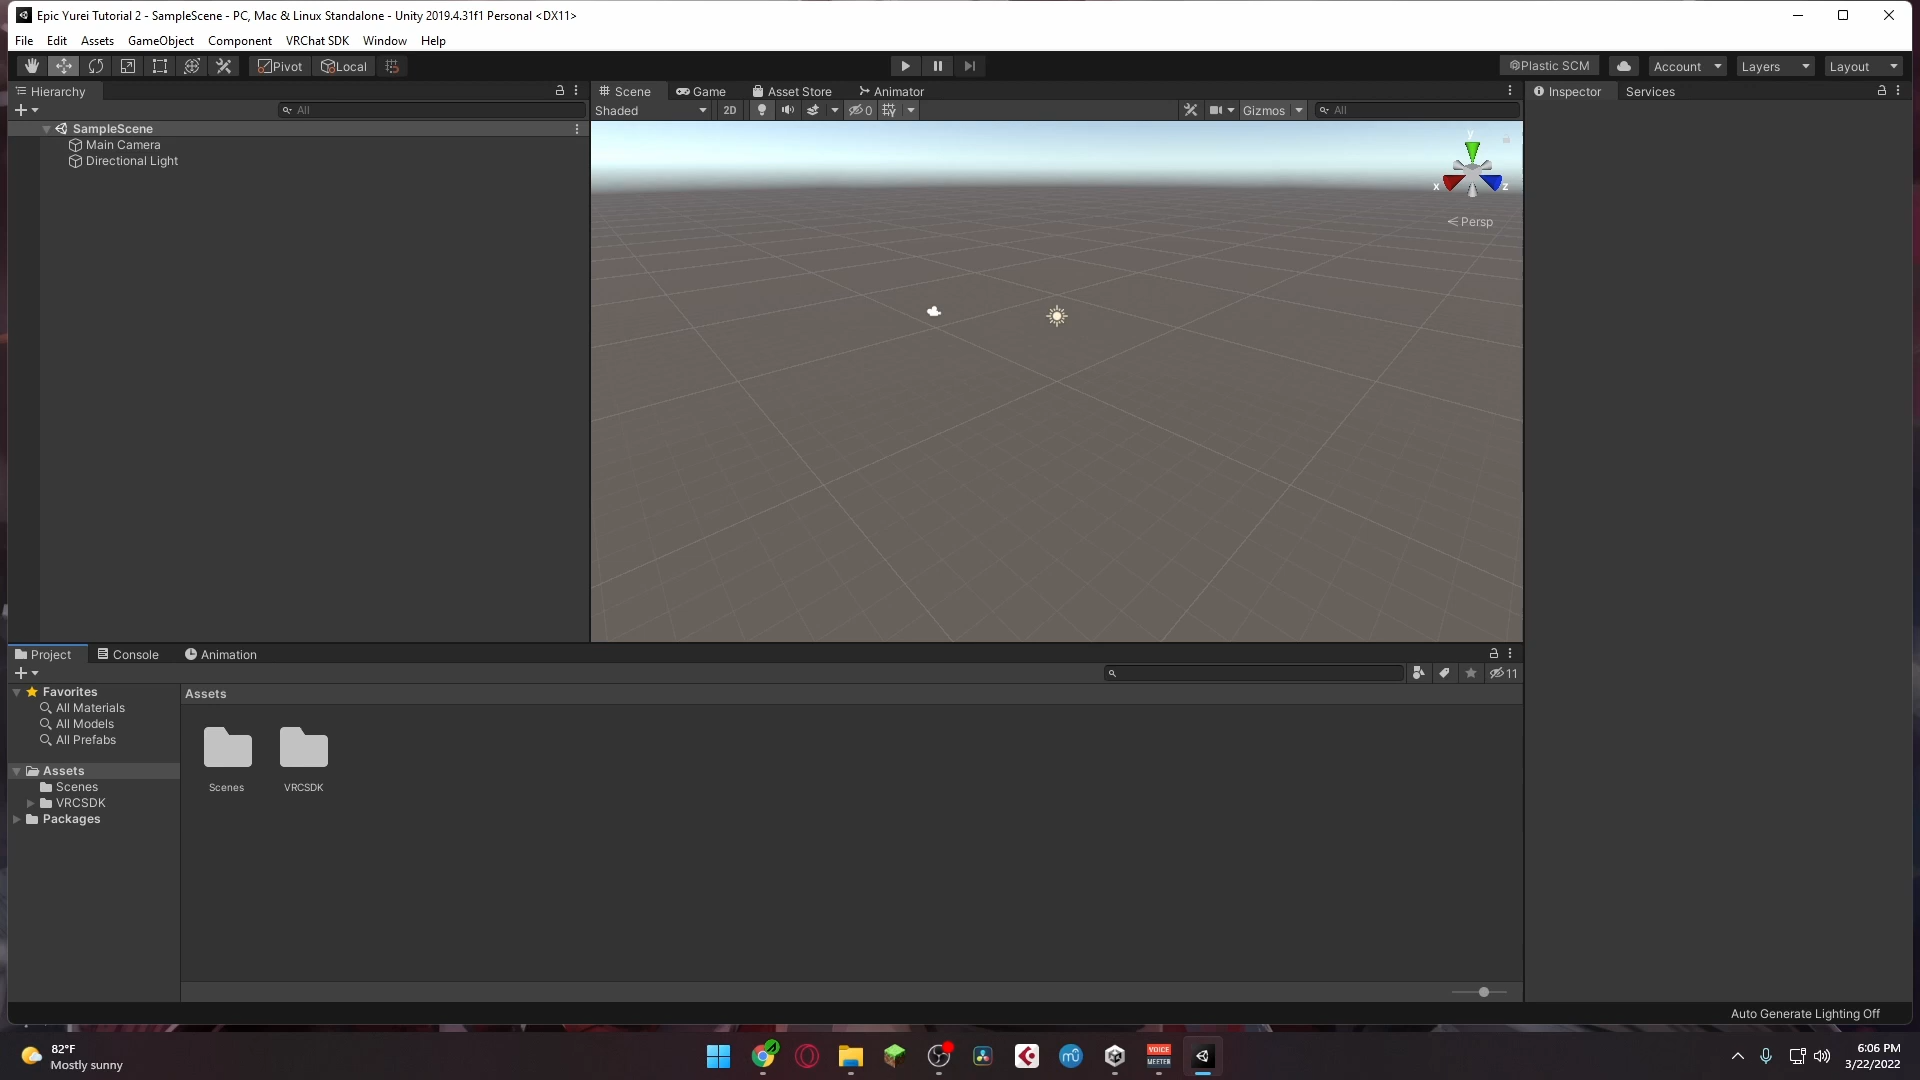 Epic Yurei Tutorial 2 - SampleScene - PC, Mac & Linux Standalone - Unity 2019.4.31f1 Personal <DX11>
File Edit Assets GameObject Component VRChat SDK Window Help
Pivot Local Plastic SCM Account Layers Layout
Hierarchy Scene Game Asset Store Animator Inspector Services
All Shaded 2D 0 Gizmos All
SampleScene
Main Camera
Directional Light
y
x z
Persp
Project Console Animation
11
Favorites Assets
All Materials
All Models
All Prefabs
Assets
Scenes Scenes VRCSDK
VRCSDK
Packages
Auto Generate Lighting Off
82°F
Mostly sunny
VOICE
MEETER
6:06 PM
3/22/2022